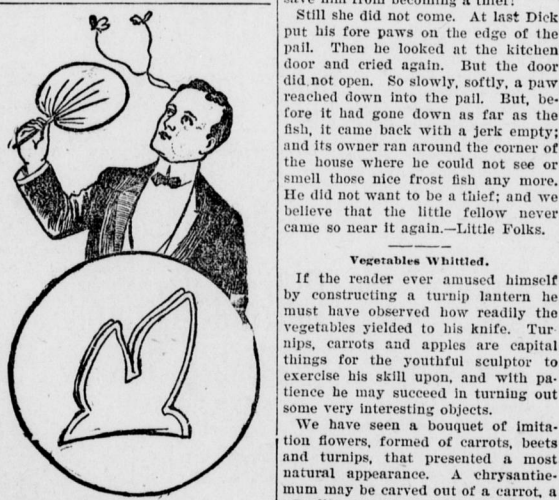 save him from becoming a thief!
Still she did not come. At last Dick
put his fore paws on the edge of the
pail. Then he looked at the kitchen
door and cried again. But the door
did not open. So slowly, softly, a paw
reached down into the pail. But, be-
fore it had gone down as far as the
fish, it came back with a jerk empty;
and its owner ran around the corner of
the house where he could not see or
smell those nice frost fish any more.
He did not want to be a thief; and we
believe that the little fellow never
came so near it again.—Little Folks.
Vegetables Whittled.
If the reader ever amused himself
by constructing a turnip lantern he
must have observed how readily the
vegetables yielded to his knife. Tur-
nips, carrots and apples are capital
things for the youthful sculptor to
exercise his skill upon, and with pa-
tience he may succeed in turning out
some very interesting objects.
We have seen a bouquet of imita-
tion flowers, formed of carrots, beets
and turnips, that presented a most
natural appearance. A chrysanthe-
mum may be carved out of a carrot, a